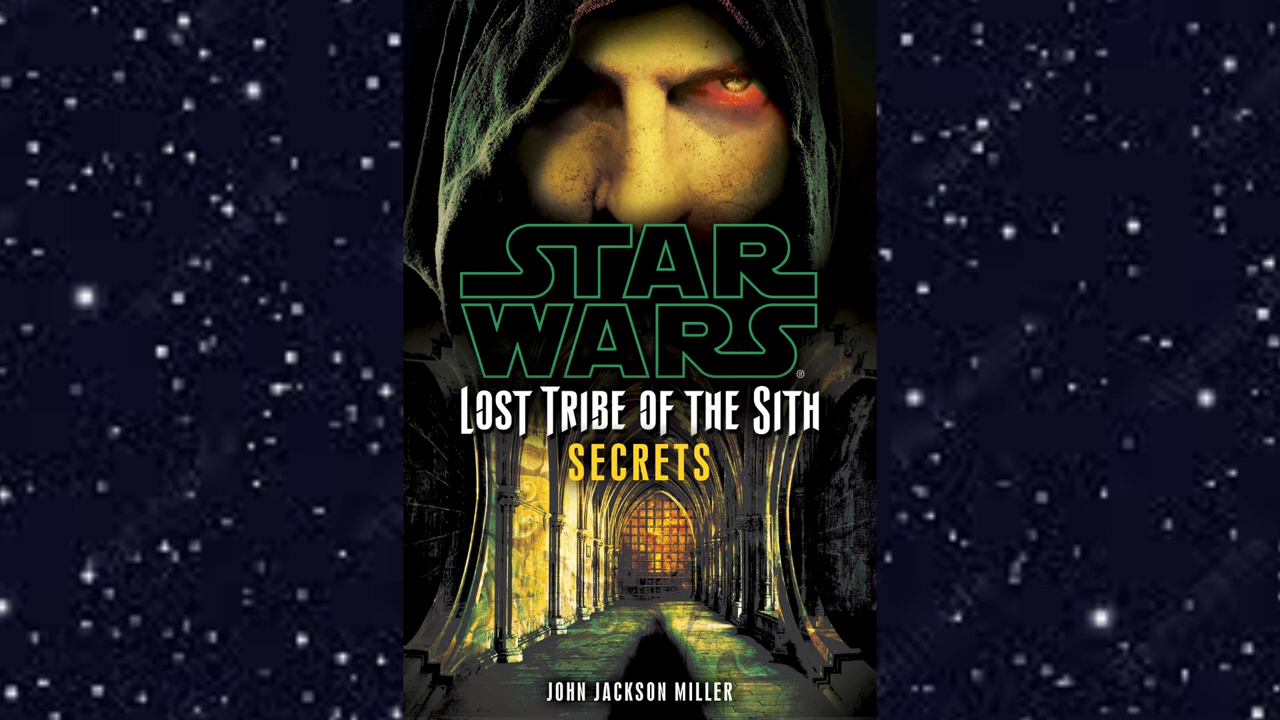 STAR
WARS®
LOST TRIBE OF THE SITH
SECRETS
JOHN JACKSON MILLER